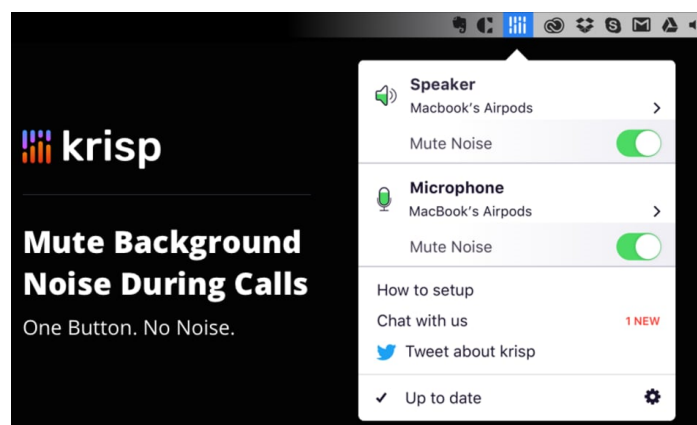 krisp
Mute Background
Noise During Calls
One Button. No Noise.
Speaker
Macbook's Airpods
Mute Noise
Microphone
MacBook's Airpods
Mute Noise
How to setup
Chat with us 1 NEW
Tweet about krisp
Up to date